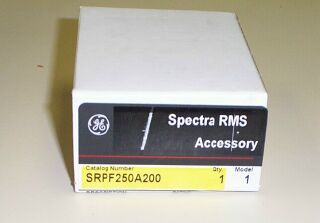 GE
Spectra RMS
Accessory
Catalog Number Qty. Model
SRPF250A200 1 1